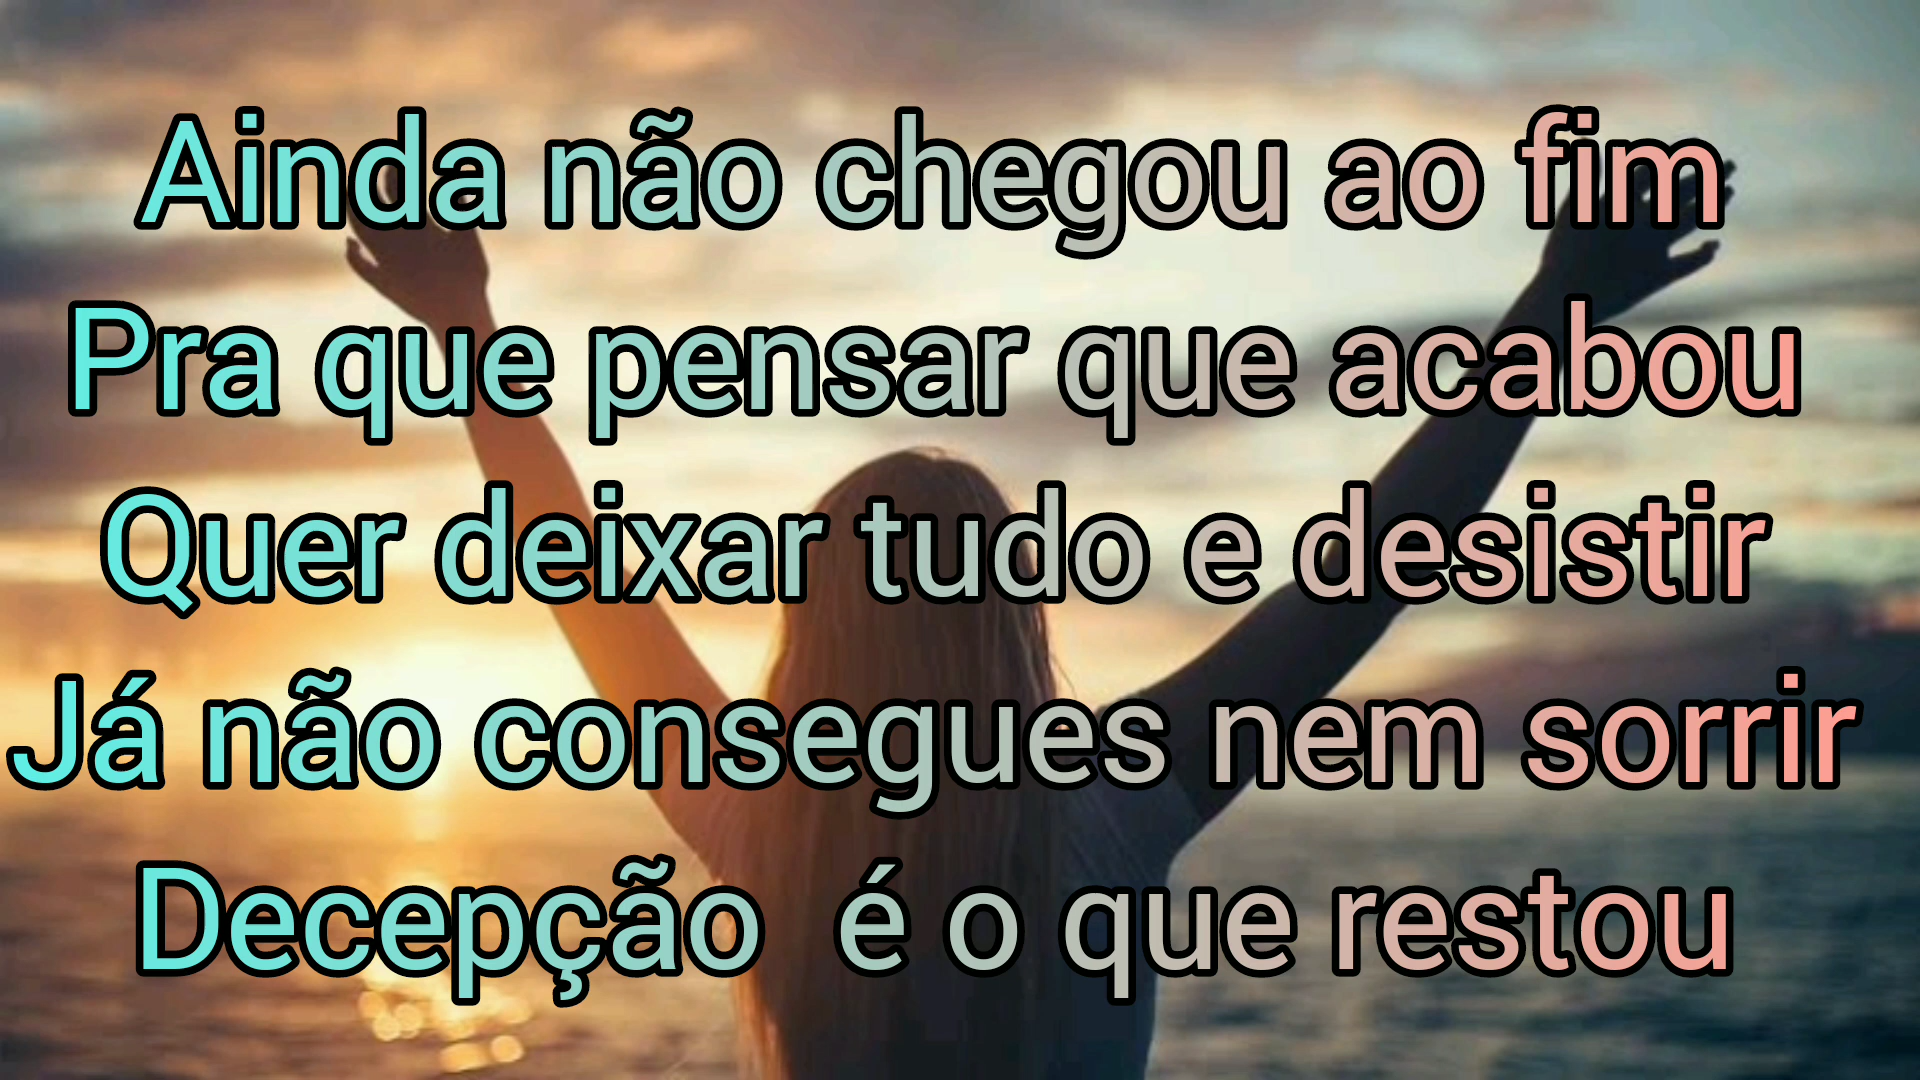 Ainda não chegou ao fim
Pra que pensar que acabou
Quer deixar tudo e desistir
Já não consegues nem sorrir
Decepção  é o que restou